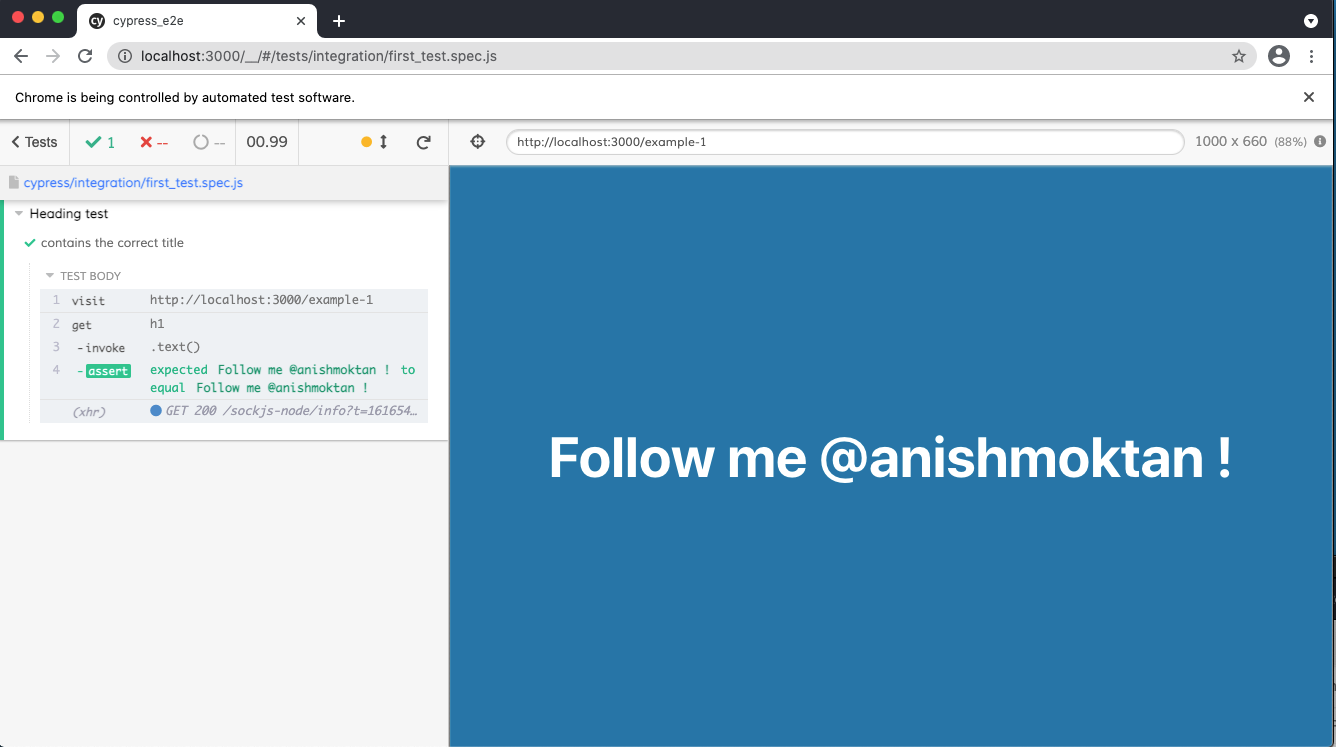 cypress_e2e
localhost:3000/__/#/tests/integration/first_test.spec.js
Chrome is being controlled by automated test software.
Tests 1 -- -- 00.99 http://localhost:3000/example-1 1000 x 660 (88%)
cypress/integration/first_test.spec.js
Heading test
contains the correct title
TEST BODY
1 visit http://localhost:3000/example-1
2 get h1
3 -invoke .text()
4 -assert expected Follow me @anishmoktan ! to
equal Follow me @anishmoktan !
(xhr) GET 200 /sockjs-node/info?t=161654…
Follow me @anishmoktan !